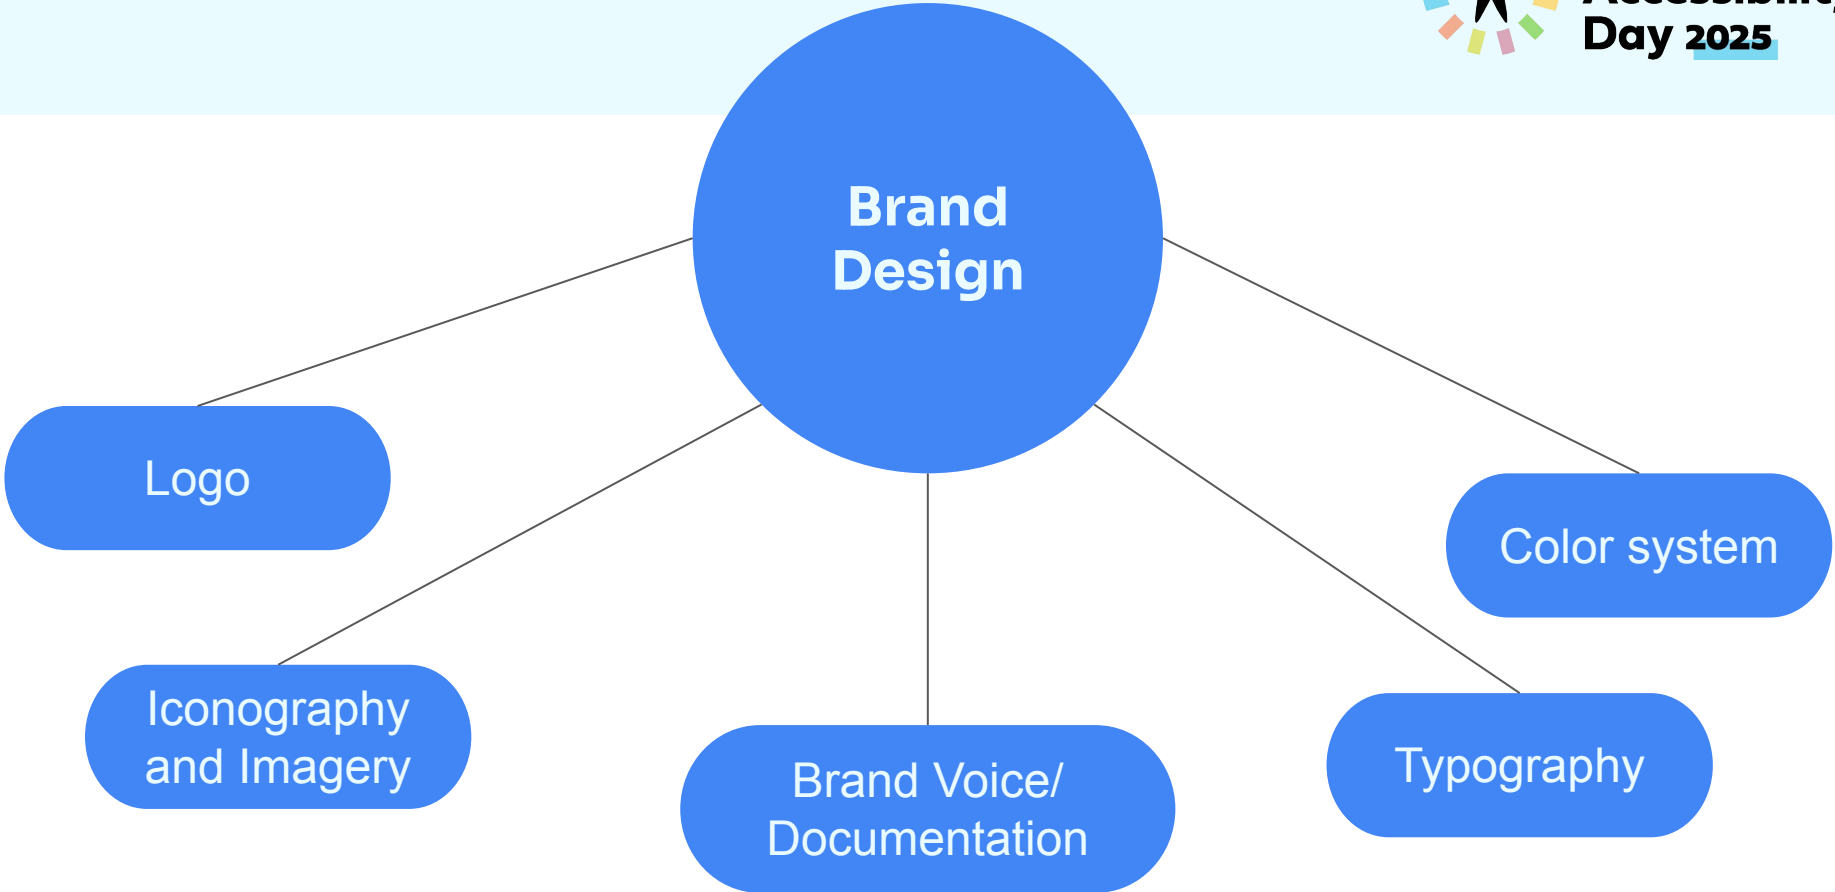 Day 2025
Brand
Design
Logo
Color system
Iconography
and Imagery
Brand Voice/
Documentation
Typography